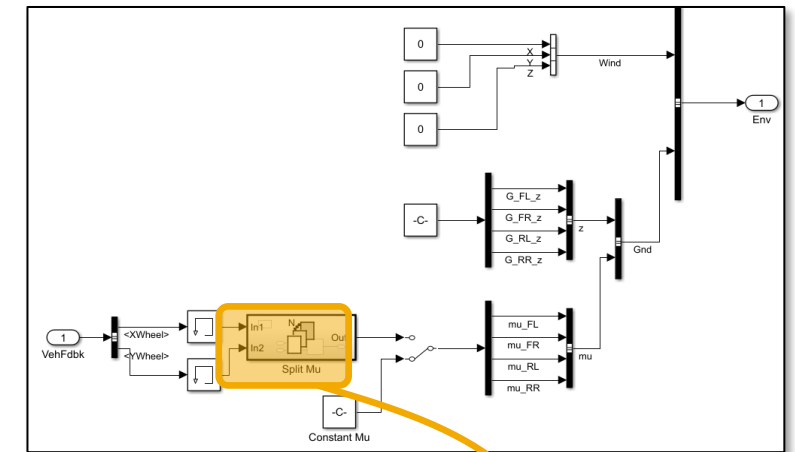 0
X
Y
Z
Wind
0
0
1
Env
-C-
G_FL_z
G_FR_z
G_RL_z
G_RR_z
z
Gnd
1
VehFdbk
<XWheel>
<YWheel>
In1
In2
N
Out
Split Mu
-C-
Constant Mu
mu_FL
mu_FR
mu_RL
mu_RR
mu